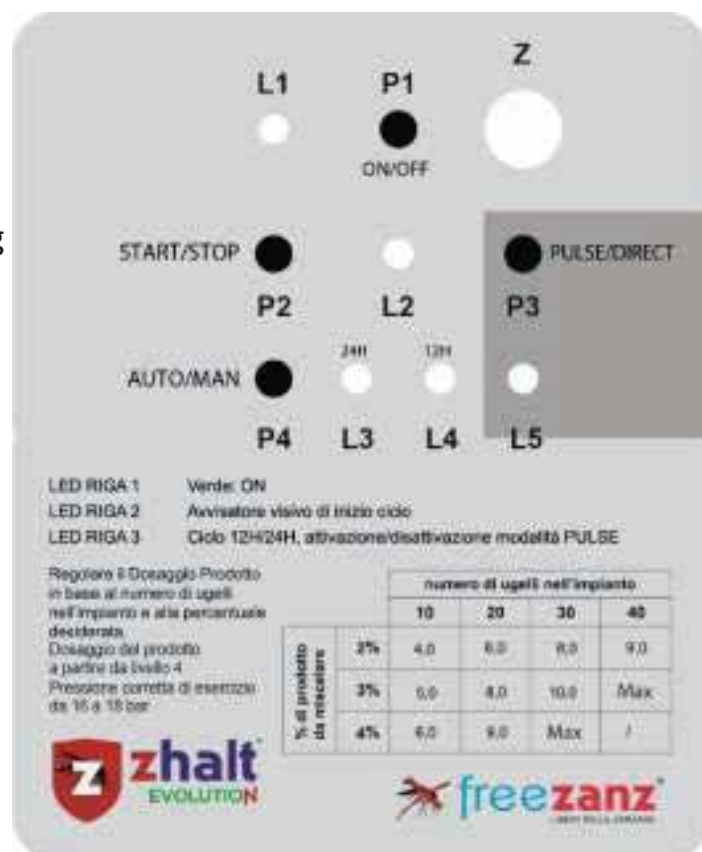 Z
L1 P1
ON/OFF
g
START/STOP PULSE/DIRECT
P2 L2 P3
24H 12H
AUTO/MAN
P4 L3 L4 L5
LED RIGA 1 Verde: ON
LED RIGA 2 Avvisatore visivo di inizio ciclo
LED RIGA 3 Ciclo 12H/24H, attivazione/disattivazione modalità PULSE
Regolare il Dosaggio Prodotto
in base al numero di ugelli
nell'impianto e alla percentuale
desiderata.
Dosaggio del prodotto
a partire da livello 4
Pressione corretta di esercizio
da 16 a 18 bar
numero di ugelli nell'impianto
10 20 30 40
% di prodotto
da miscelare
2% 4,0 6,0 8,0 9,0
3% 5,0 8,0 10,0 Max
4% 6,0 9,0 Max /
Z zhalt
EVOLUTION
freezanz